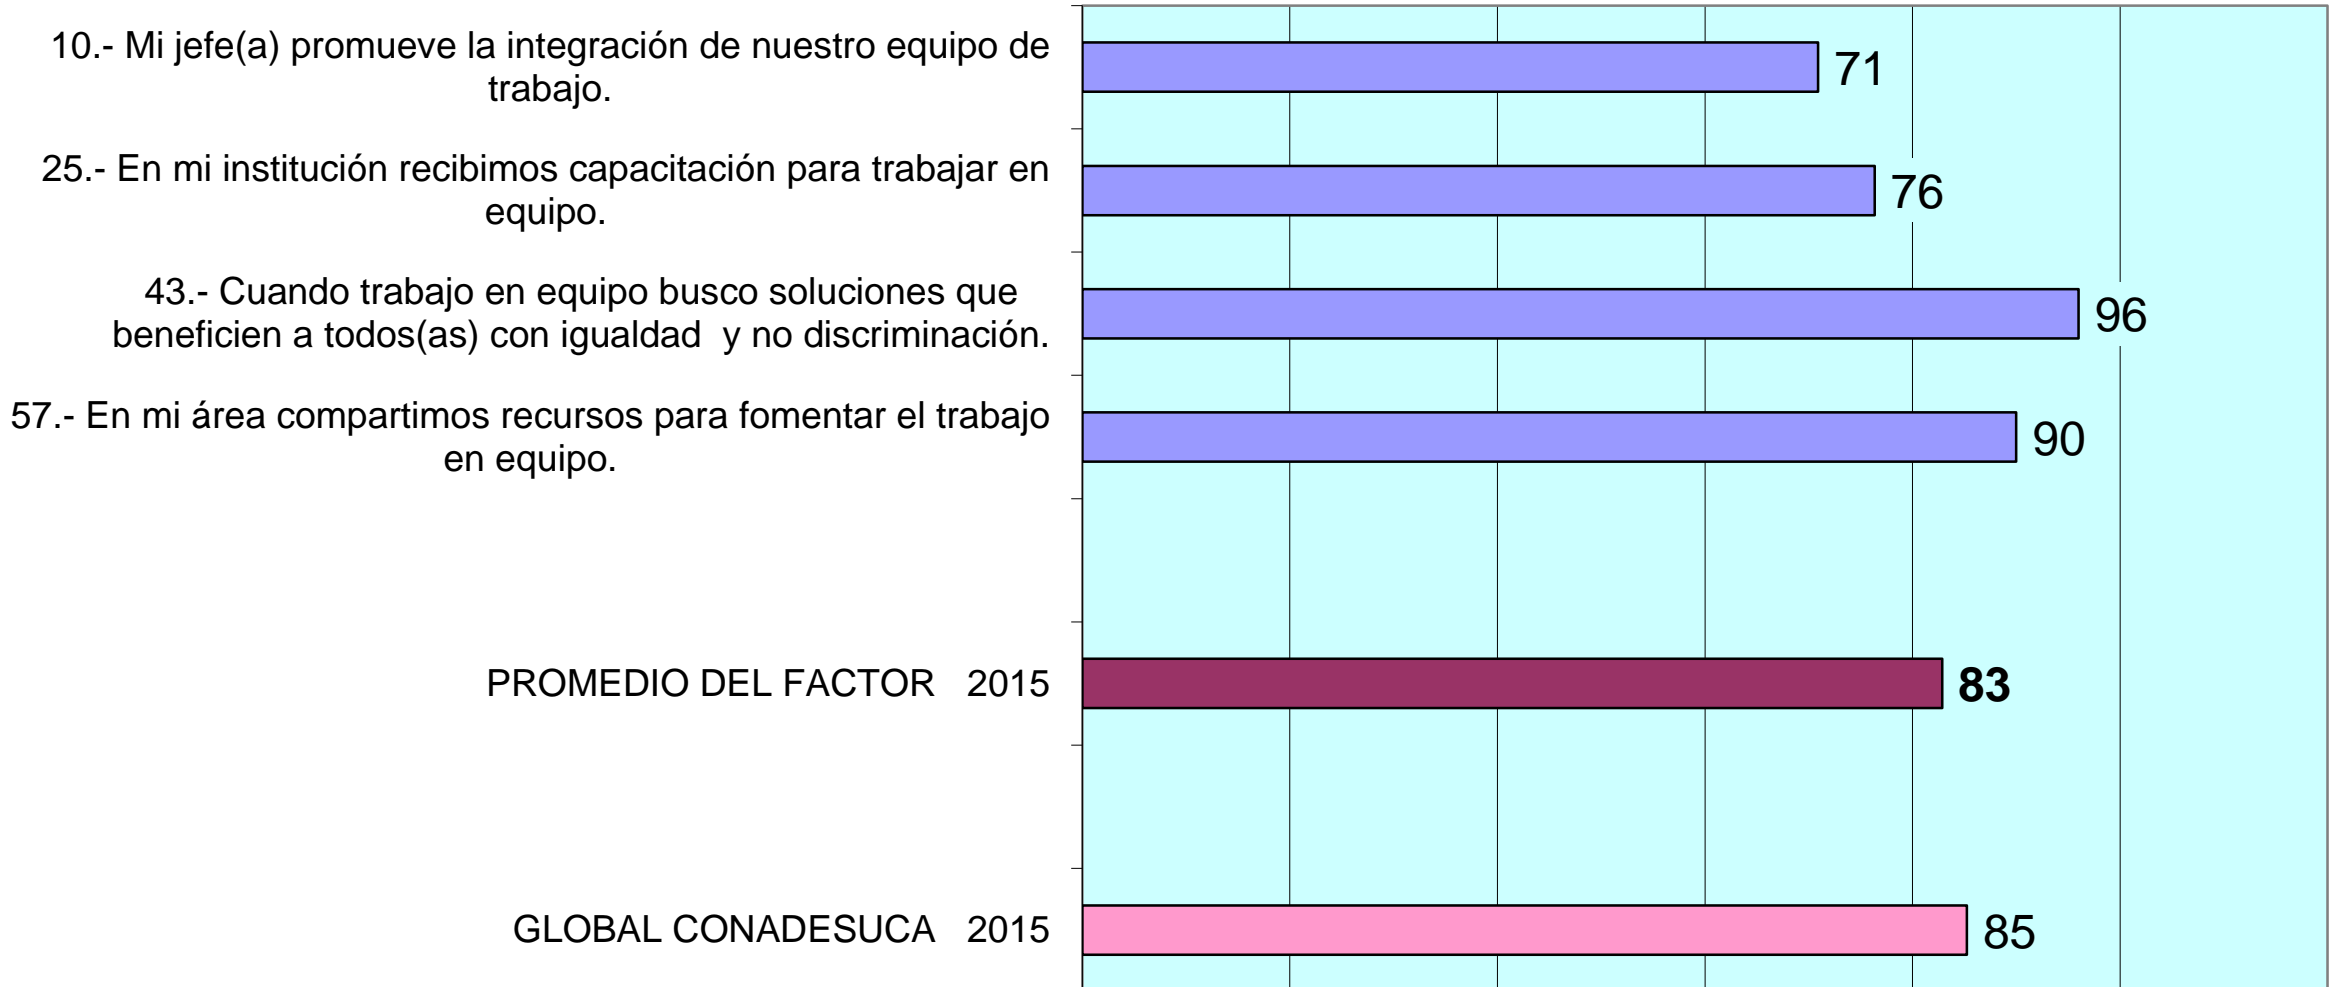 10.- Mi jefe(a) promueve la integración de nuestro equipo de
trabajo.
71
25.- En mi institución recibimos capacitación para trabajar en
equipo.
76
43.- Cuando trabajo en equipo busco soluciones que
beneficien a todos(as) con igualdad  y no discriminación.
96
57.- En mi área compartimos recursos para fomentar el trabajo
en equipo.
90
PROMEDIO DEL FACTOR   2015
83
GLOBAL CONADESUCA   2015
85